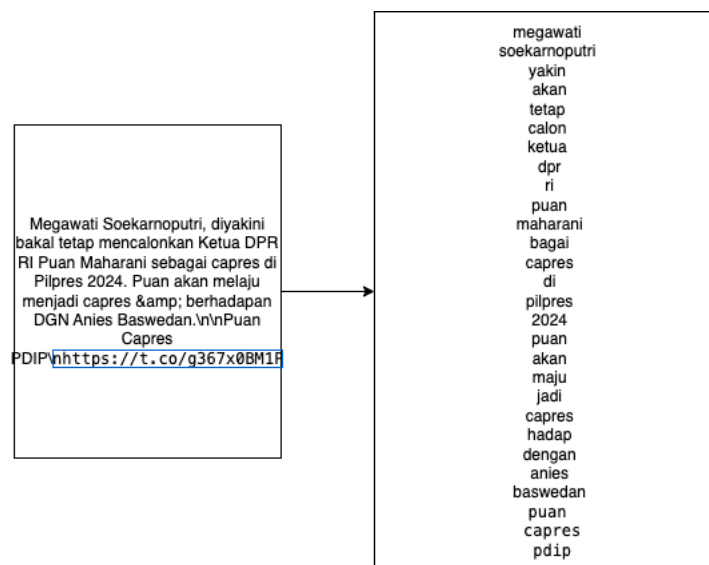 Megawati Soekarnoputri, diyakini
bakal tetap mencalonkan Ketua DPR
RI Puan Maharani sebagai capres di
Pilpres 2024. Puan akan melaju
menjadi capres &amp; berhadapan
DGN Anies Baswedan.\n\nPuan
Capres
PDIP\nhttps://t.co/g367x0BM1F
megawati
soekarnoputri
yakin
akan
tetap
calon
ketua
dpr
ri
puan
maharani
bagai
capres
di
pilpres
2024
puan
akan
maju
jadi
capres
hadap
dengan
anies
baswedan
puan
capres
pdip